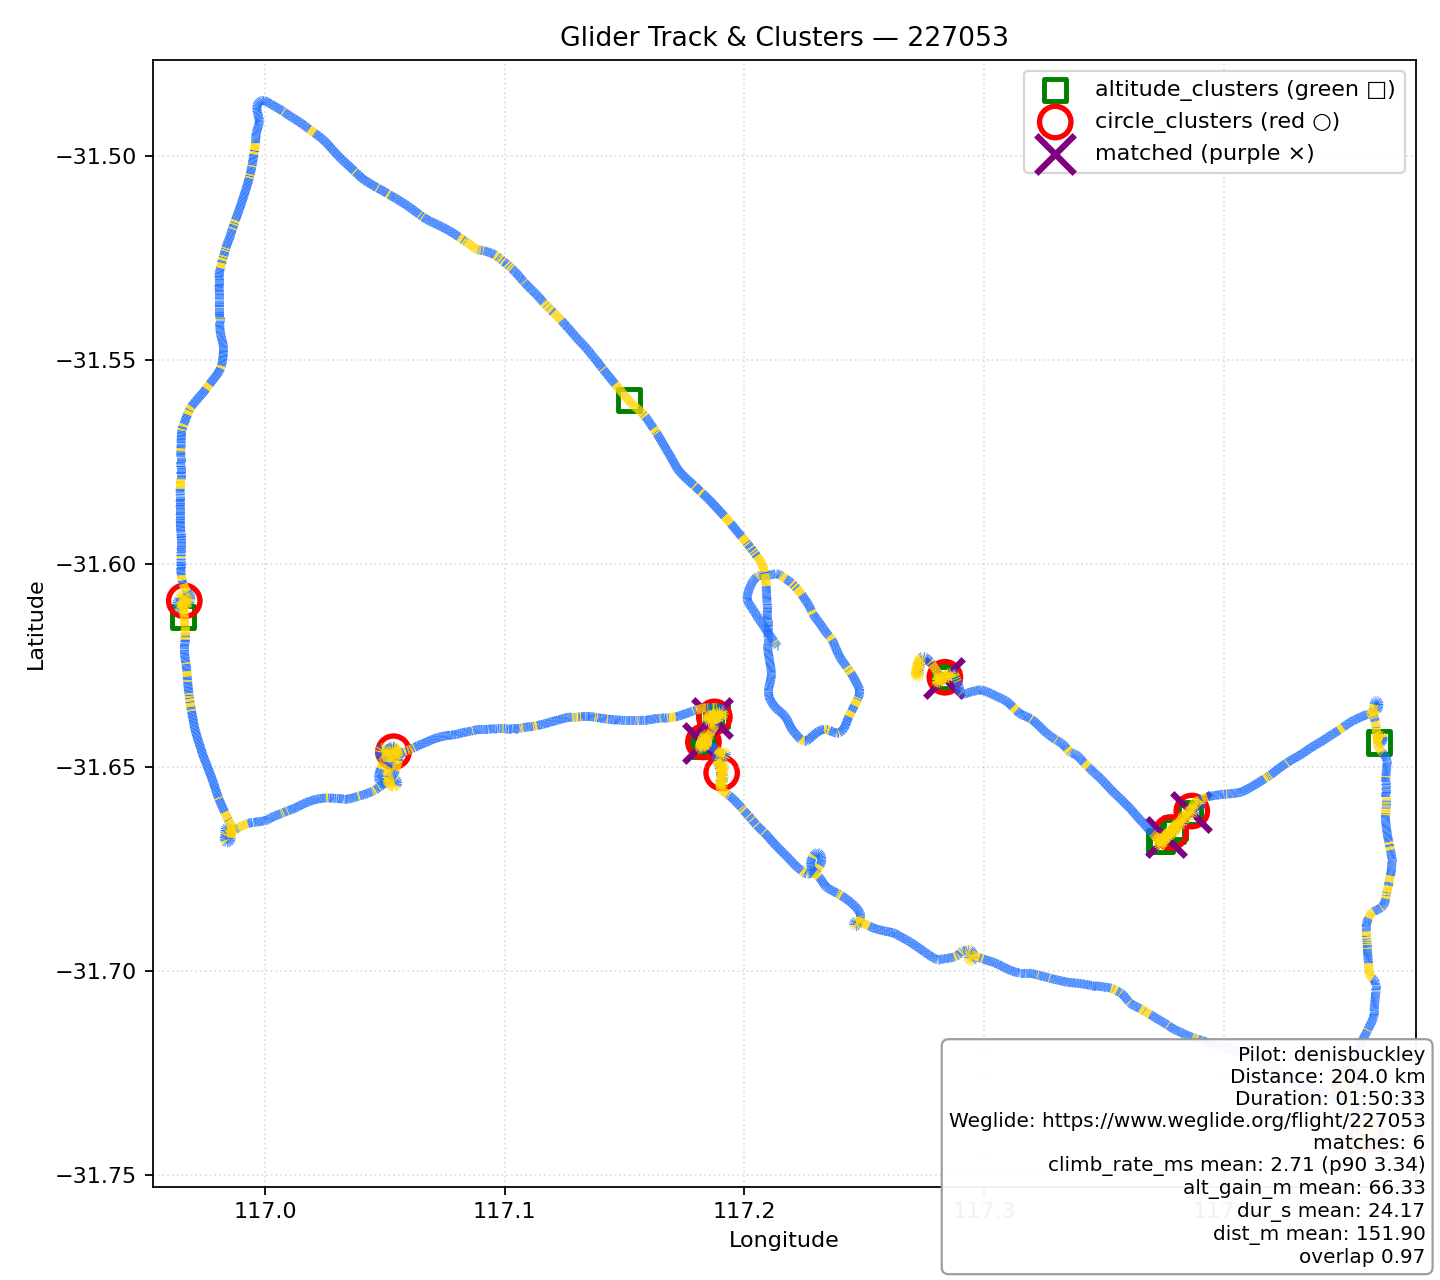 Glider Track & Clusters — 227053
altitude_clusters (green □)
circle_clusters (red ○)
matched (purple ×)
Latitude
−31.50
−31.55
−31.60
−31.65
−31.70
−31.75
117.0
117.1
117.2
117.3
Longitude
Pilot: denisbuckley
Distance: 204.0 km
Duration: 01:50:33
Weglide: https://www.weglide.org/flight/227053
matches: 6
climb_rate_ms mean: 2.71 (p90 3.34)
alt_gain_m mean: 66.33
dur_s mean: 24.17
dist_m mean: 151.90
overlap 0.97